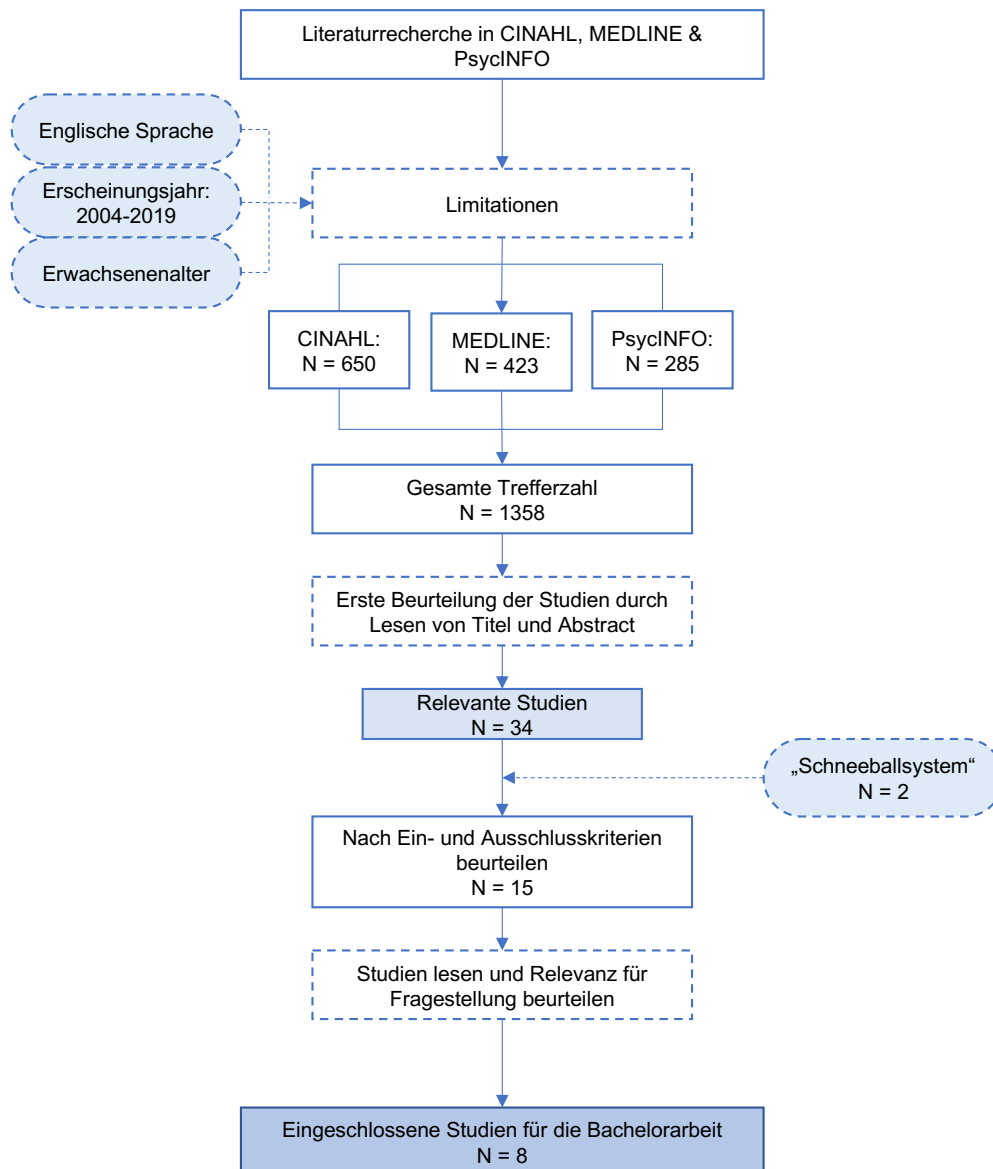 Literaturrecherche in CINAHL, MEDLINE &
PsycINFO
Englische Sprache
Erscheinungsjahr:
2004-2019
Erwachsenenalter
Limitationen
CINAHL:
N = 650
MEDLINE:
N = 423
PsycINFO:
N = 285
Gesamte Trefferzahl
N = 1358
Erste Beurteilung der Studien durch
Lesen von Titel und Abstract
Relevante Studien
N = 34
„Schneeballsystem“
N = 2
Nach Ein- und Ausschlusskriterien
beurteilen
N = 15
Studien lesen und Relevanz für
Fragestellung beurteilen
Eingeschlossene Studien für die Bachelorarbeit
N = 8